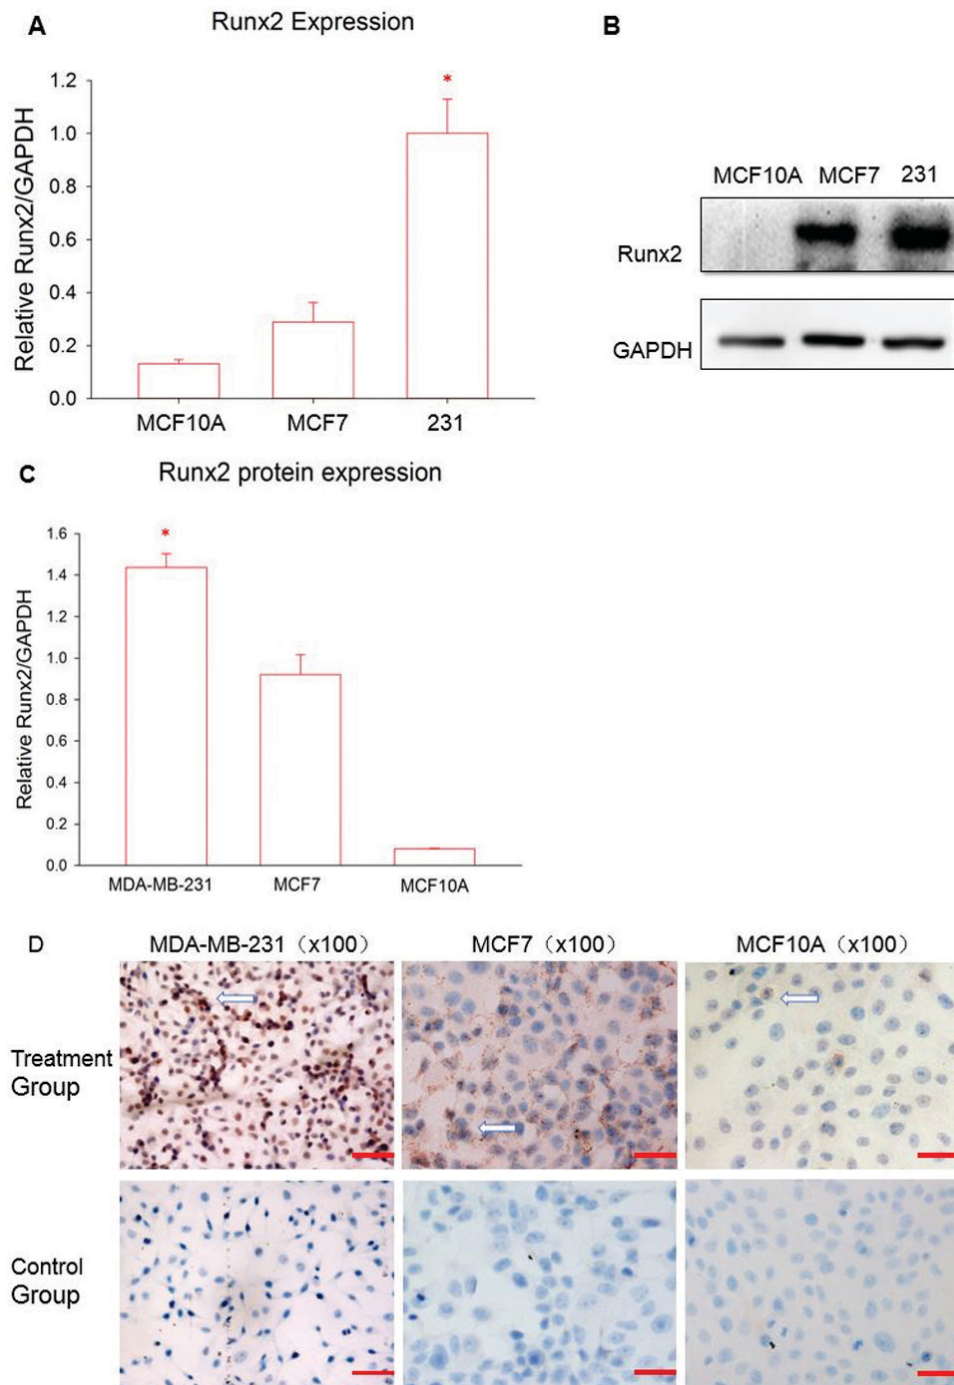 A
Runx2 Expression
Relative Runx2/GAPDH
1.2
*
1.0
0.8
0.6
0.4
0.2
0.0
MCF10A MCF7 231
B
MCF10A MCF7 231
Runx2
GAPDH
C
Runx2 protein expression
Relative Runx2/GAPDH
1.6
*
1.4
1.2
1.0
0.8
0.6
0.4
0.2
0.0
MDA-MB-231 MCF7 MCF10A
D
MDA-MB-231（x100） MCF7（x100） MCF10A（x100）
Treatment
Group
Control
Group